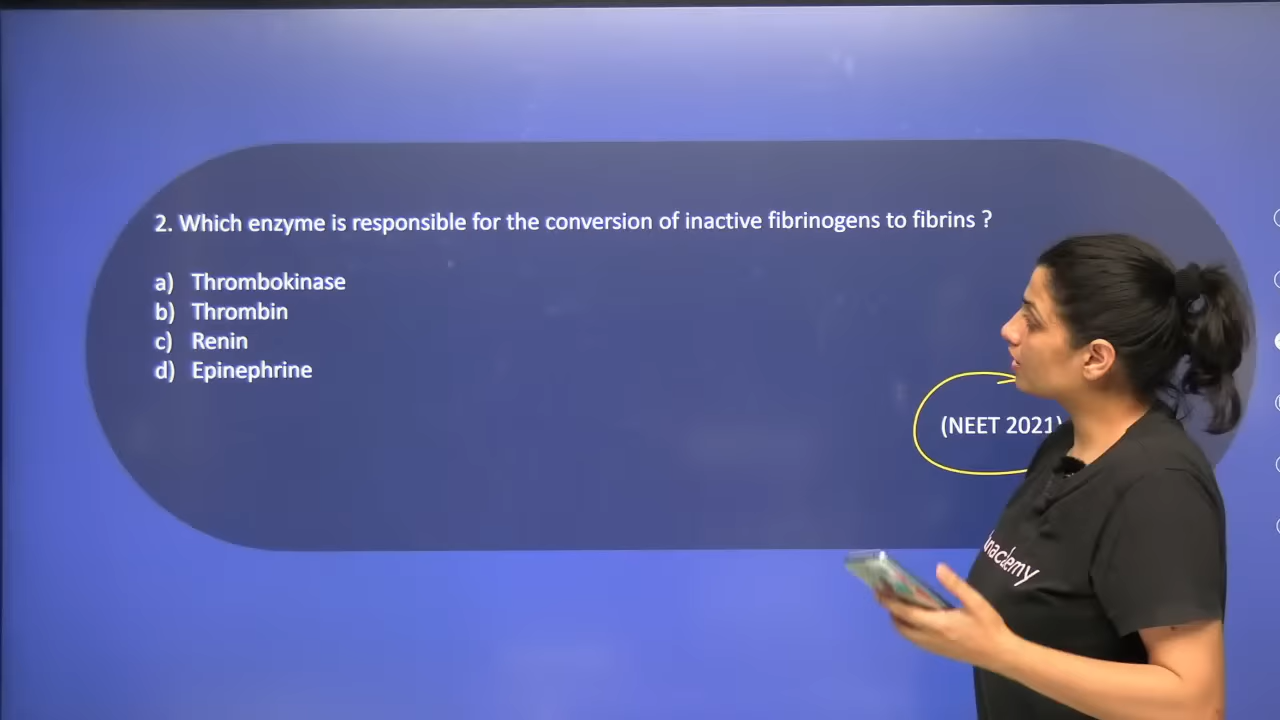 2. Which enzyme is responsible for the conversion of inactive fibrinogens to fibrins ?
a) Thrombokinase
b) Thrombin
c) Renin
d) Epinephrine
(NEET 2021)